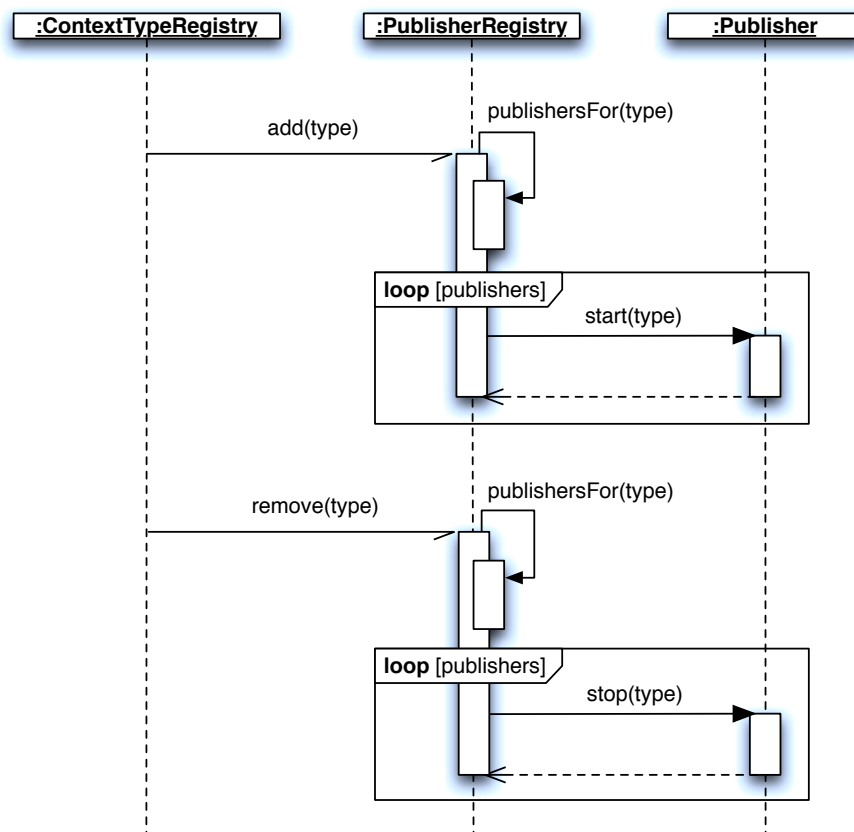 :ContextTypeRegistry
:PublisherRegistry
:Publisher
publishersFor(type)
add(type)
loop [publishers]
start(type)
publishersFor(type)
remove(type)
loop [publishers]
stop(type)